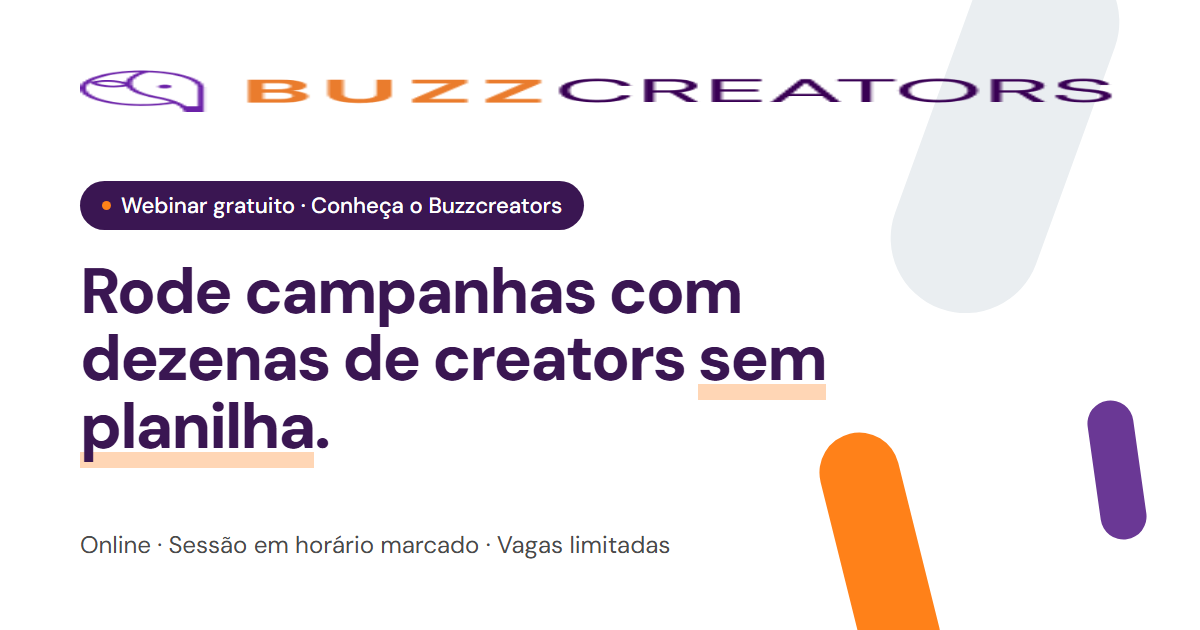 BUZZCREATORS
Webinar gratuito · Conheça o Buzzcreators
Rode campanhas com
dezenas de creators sem
planilha.
Online · Sessão em horário marcado · Vagas limitadas